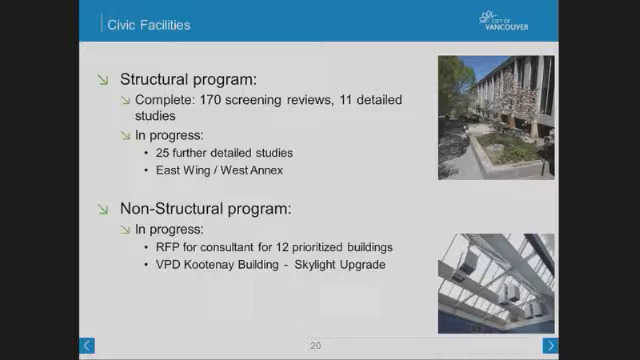 Civic Facilities
CITY OF
VANCOUVER
Structural program:
Complete: 170 screening reviews, 11 detailed
studies
In progress:
• 25 further detailed studies
• East Wing / West Annex
Non-Structural program:
In progress:
• RFP for consultant for 12 prioritized buildings
• VPD Kootenay Building - Skylight Upgrade
20